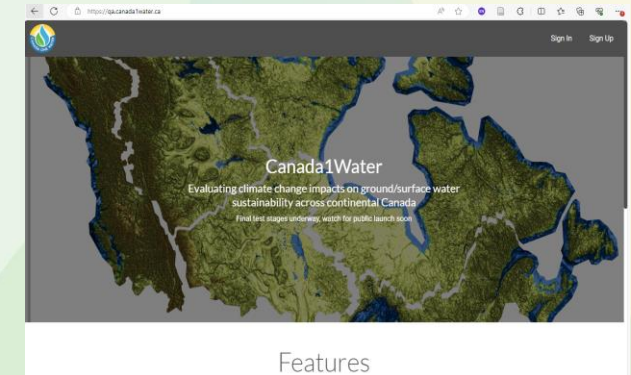 https://qa.canada1water.ca
Sign In Sign Up
Canada1Water
Evaluating climate change impacts on ground/surface water
sustainability across continental Canada
Final test stages underway, watch for public launch soon
Features